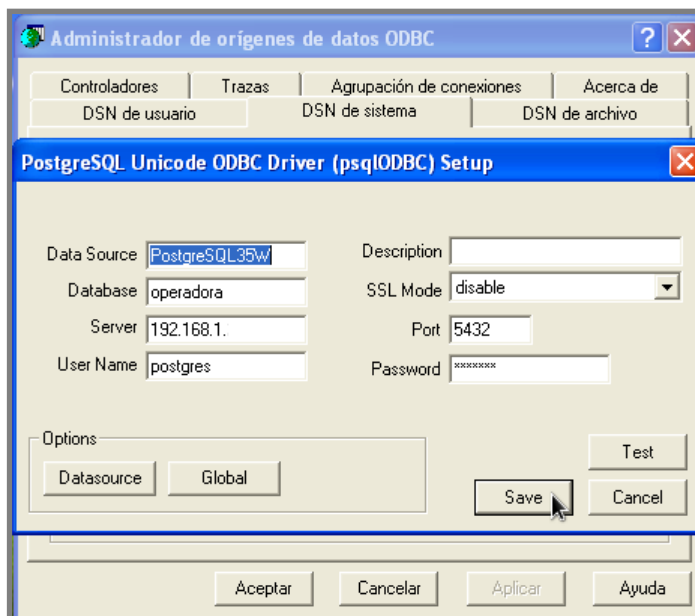 Administrador de orígenes de datos ODBC
Controladores Trazas Agrupación de conexiones Acerca de
DSN de usuario DSN de sistema DSN de archivo
PostgreSQL Unicode ODBC Driver (psqlODBC) Setup
Data Source PostgreSQL35W Description
Database operadora SSL Mode disable
Server 192.168.1. Port 5432
User Name postgres Password *******
Options
Datasource Global
Test
Save Cancel
Aceptar Cancelar Aplicar Ayuda